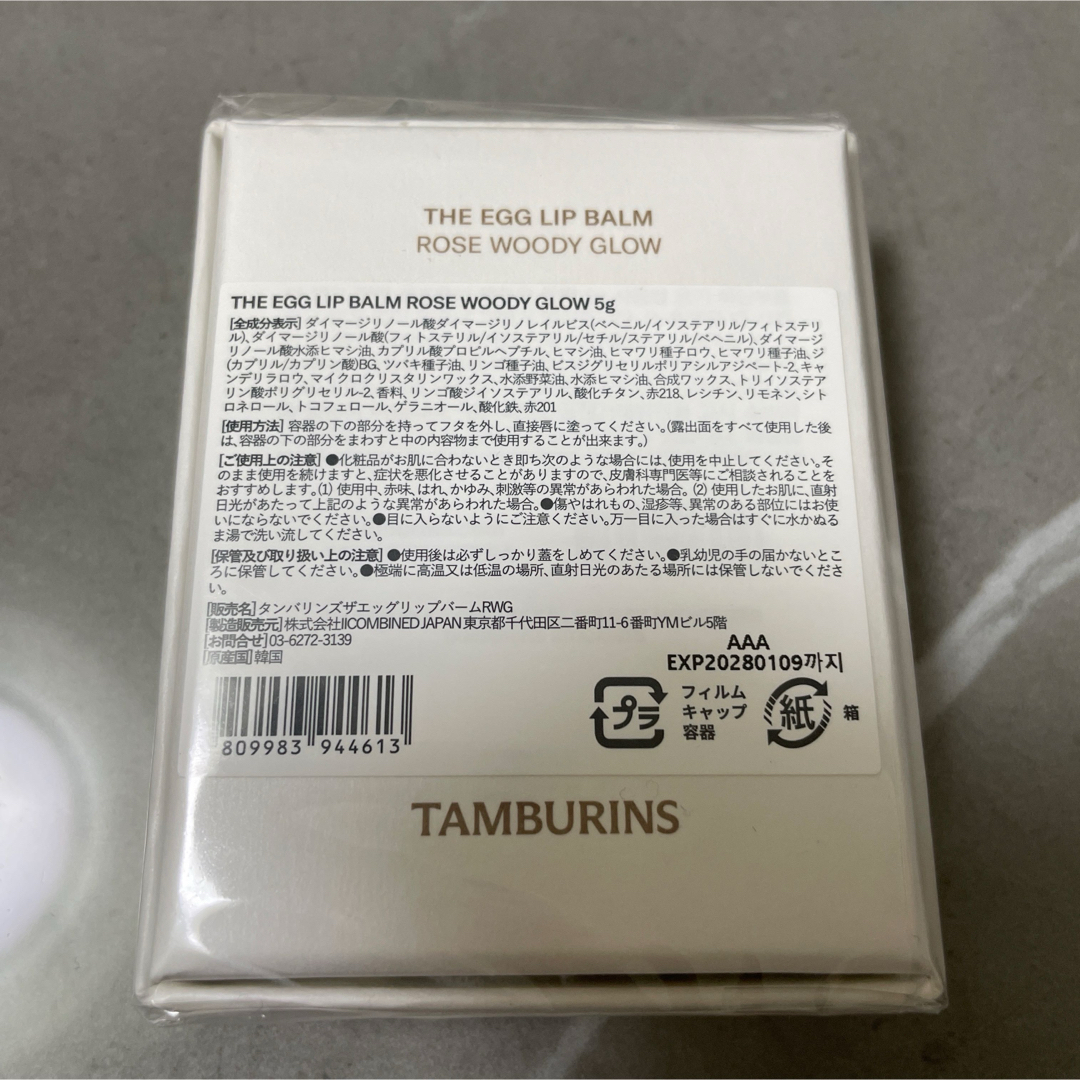 THE EGG LIP BALM
ROSE WOODY GLOW
THE EGG LIP BALM ROSE WOODY GLOW 5g
[全成分表示] ダイマージリノール酸ダイマージリノレイルビス(ベヘニル/イソステアリル/フィトステリ
ル)、ダイマージリノール酸(フィトステリル/イソステアリル/セチル/ステアリル/ベヘニル)、ダイマージ
リノール酸水添ヒマシ油、カプリル酸プロピルヘプチル、ヒマシ油、ヒマワリ種子ロウ、ヒマワリ種子油、ジ
(カプリル/カプリン酸)BG、ツバキ種子油、リンゴ種子油、ビスジグリセリルポリアシルアジペート-2、キャ
ンデリラロウ、マイクロクリスタリンワックス、水添野菜油、水添ヒマシ油、合成ワックス、トリイソステア
リン酸ポリグリセリル-2、香料、リンゴ酸ジイソステアリル、酸化チタン、赤218、レシチン、リモネン、シト
ロネロール、トコフェロール、ゲラニオール、酸化鉄、赤201
[使用方法] 容器の下の部分を持ってフタを外し、直接唇に塗ってください。(露出面をすべて使用した後
は、容器の下の部分をまわすと中の内容物まで使用することが出来ます。)
[ご使用上の注意] ●化粧品がお肌に合わないとき即ち次のような場合には、使用を中止してください。そ
のまま使用を続けますと、症状を悪化させることがありますので、皮膚科専門医等にご相談されることを
おすすめします。(1) 使用中、赤味、はれ、かゆみ、刺激等の異常があらわれた場合。(2) 使用したお肌に、直射
日光があたって上記のような異常があらわれた場合。●傷やはれもの、湿疹等、異常のある部位にはお使
いにならないでください。●目に入らないようにご注意ください。万一目に入った場合はすぐに水かぬる
ま湯で洗い流してください。
[保管及び取り扱い上の注意] ●使用後は必ずしっかり蓋をしめてください。●乳幼児の手の届かないとこ
ろに保管してください。●極端に高温又は低温の場所、直射日光のあたる場所には保管しないでくださ
い。
[販売名] タンバリンズザエッグリップバームRWG
[製造販売元] 株式会社IICOMBINED JAPAN 東京都千代田区二番町11-6 番町YMビル5階
[お問合せ] 03-6272-3139
[原産国] 韓国
AAA
EXP20280109까지
809983 944613
プラ
フィルム
キャップ
容器
紙
箱
TAMBURINS